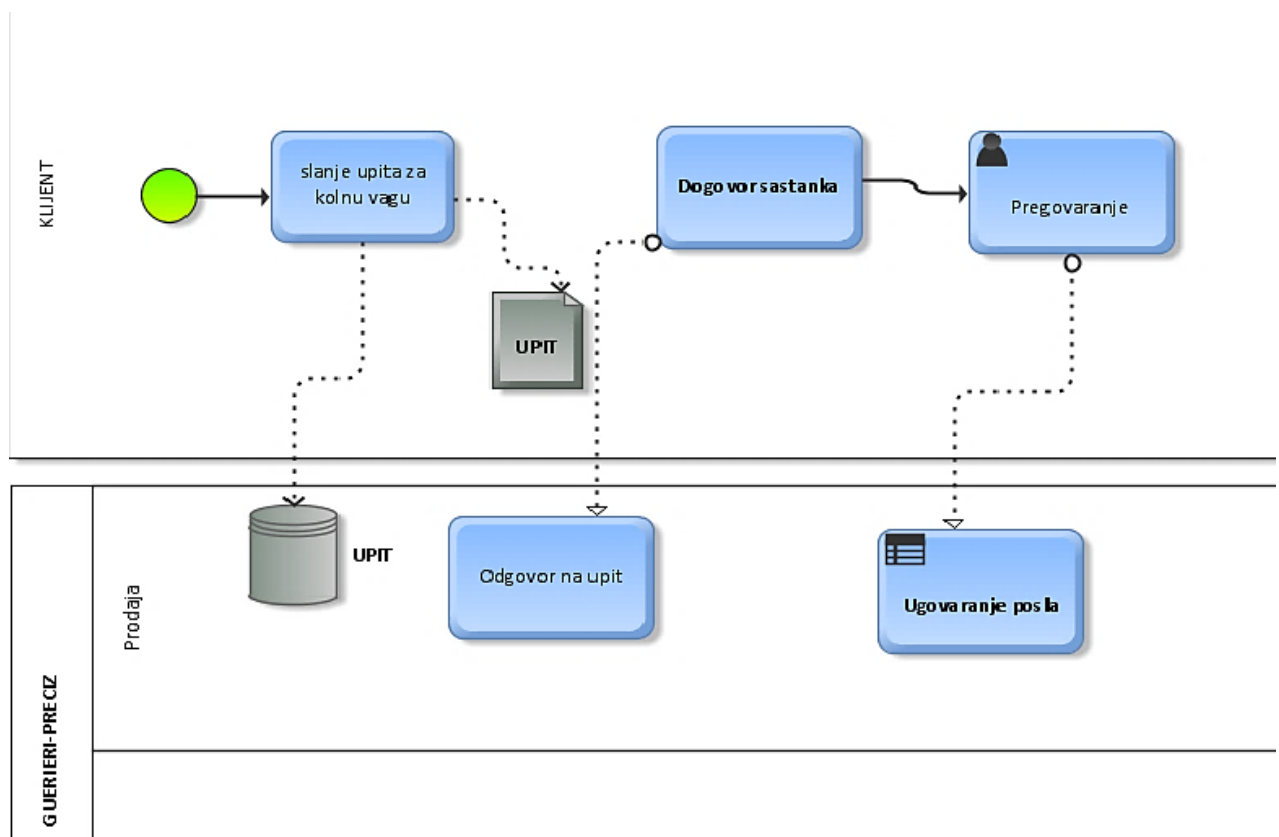 KLIJENT
slanje upita za
kolnu vagu
Dogovor sastanka
Pregovaranje
UPIT
GUERIERI-PRECIZ
Prodaja
UPIT
Odgovor na upit
Ugovaranje posla